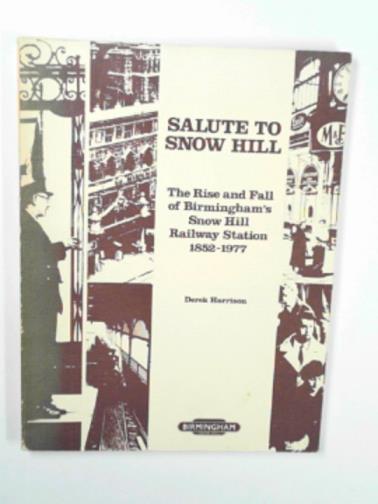 SALUTE TO
SNOW HILL
The Rise and Fall
of Birmingham's
Snow Hill
Railway Station
1852-1977
Derek Harrison
BIRMINGHAM